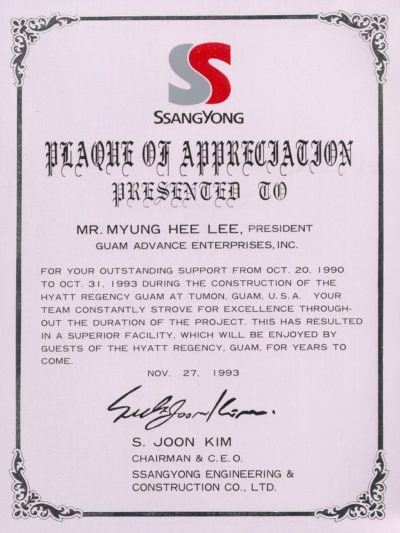 SSANGYONG
PLAQUE OF APPRECIATION
PRESENTED TO
MR. MYUNG HEE LEE, PRESIDENT
GUAM ADVANCE ENTERPRISES, INC.
FOR YOUR OUTSTANDING SUPPORT FROM OCT. 20, 1990
TO OCT. 31, 1993 DURING THE CONSTRUCTION OF THE
HYATT REGENCY GUAM AT TUMON, GUAM, U.S.A. YOUR
TEAM CONSTANTLY STROVE FOR EXCELLENCE THROUGH-
OUT THE DURATION OF THE PROJECT. THIS HAS RESULTED
IN A SUPERIOR FACILITY, WHICH WILL BE ENJOYED BY
GUESTS OF THE HYATT REGENCY, GUAM, FOR YEARS TO
COME.
NOV. 27, 1993
S. JOON KIM
CHAIRMAN & C.E.O.
SSANGYONG ENGINEERING &
CONSTRUCTION CO., LTD.